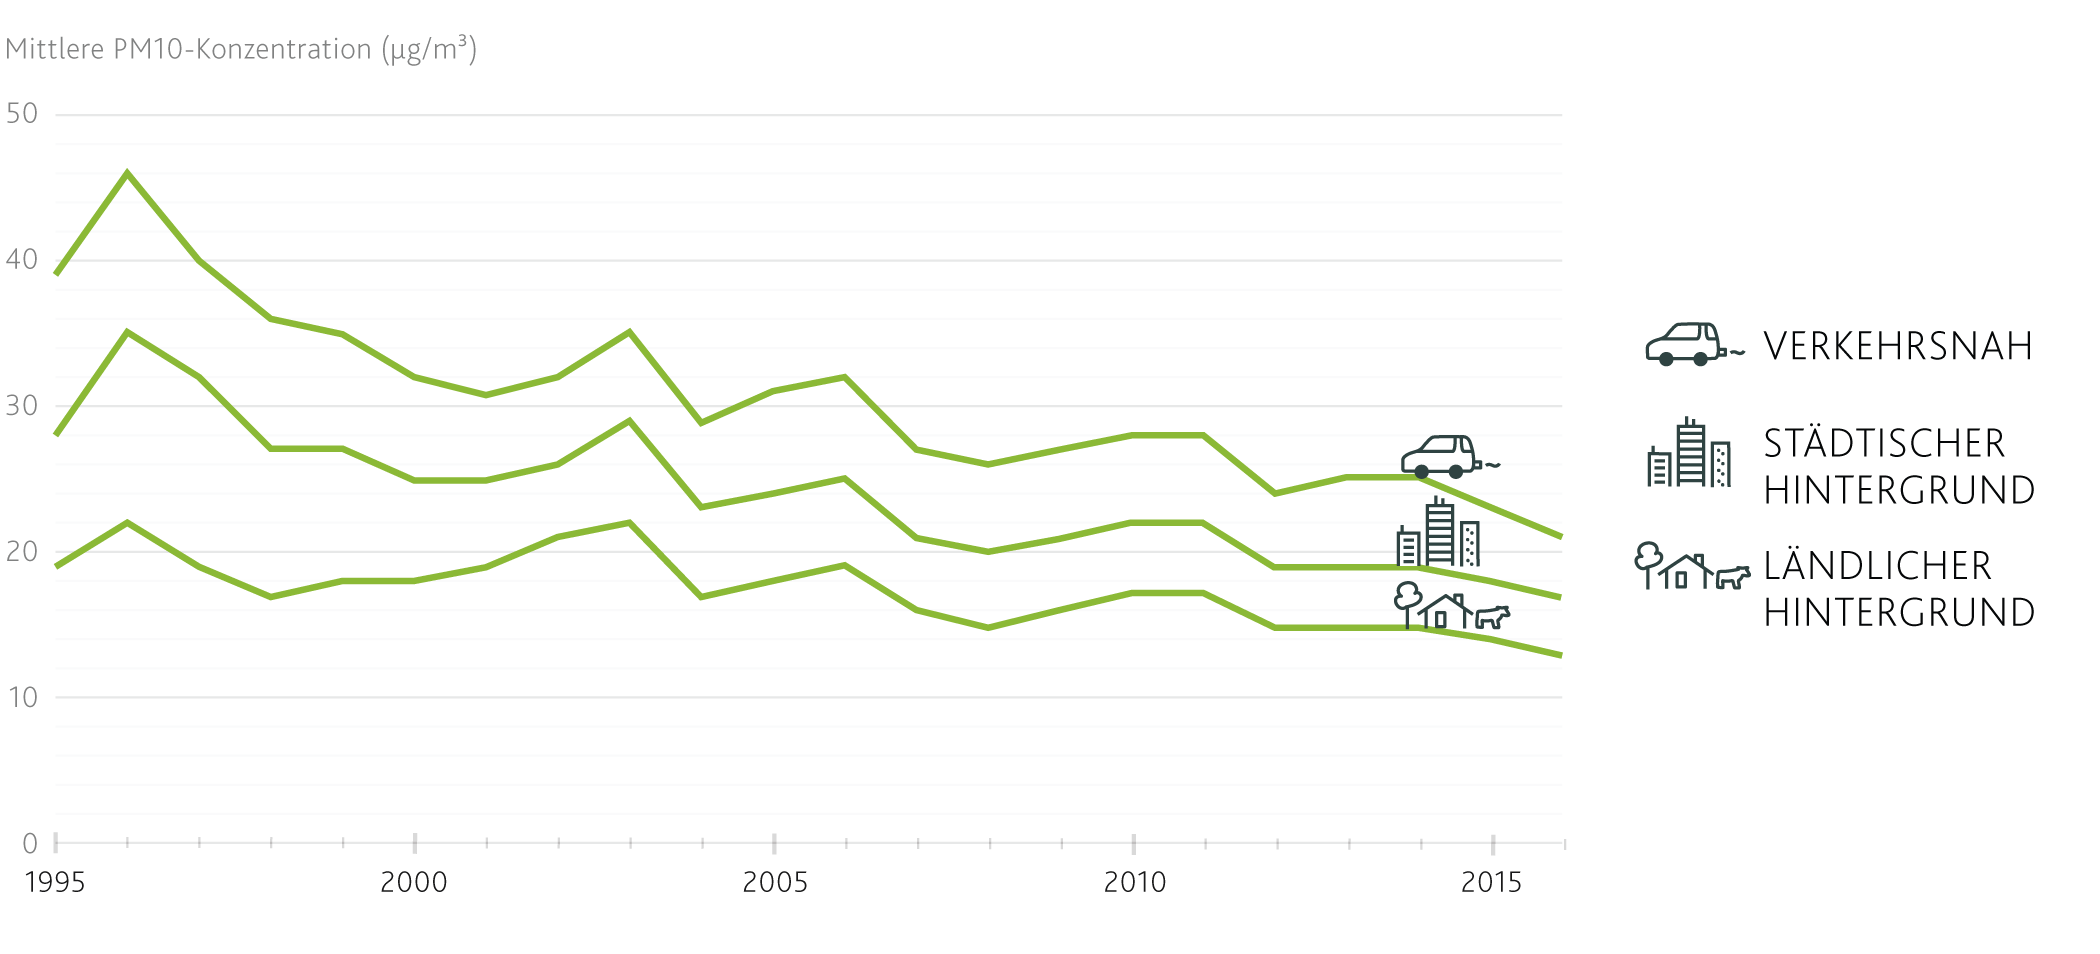 Mittlere PM10-Konzentration (µg/m³)
50
40
30
20
10
0
1995
2000
2005
2010
2015
VERKEHRSNAH
STÄDTISCHER
HINTERGRUND
LÄNDLICHER
HINTERGRUND